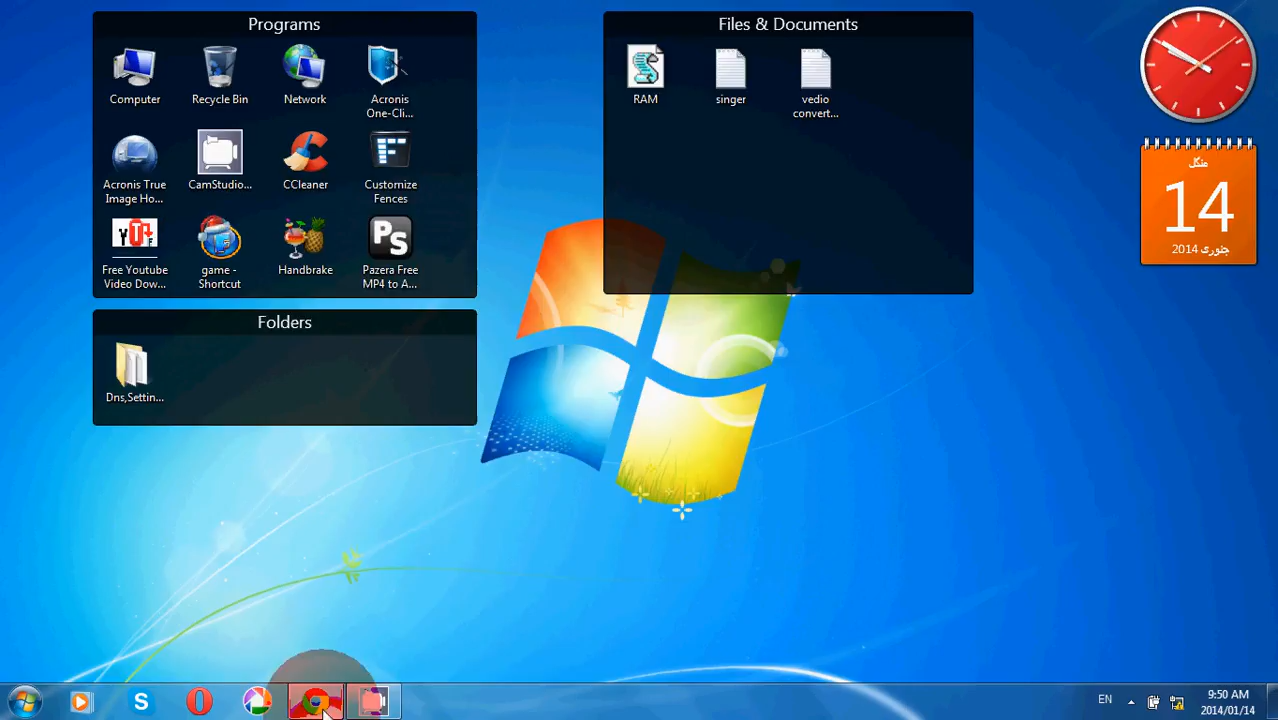 Programs
Computer
Recycle Bin
Network
Acronis
One-Cli...
Acronis True
Image Ho...
CamStudio...
CCleaner
Customize
Fences
Free Youtube
Video Dow...
game -
Shortcut
Handbrake
Pazera Free
MP4 to A...
Folders
Dns,Settin...
Files & Documents
RAM
singer
vedio
convert...
منگل
14
جنوری 2014
EN
9:50 AM
2014/01/14